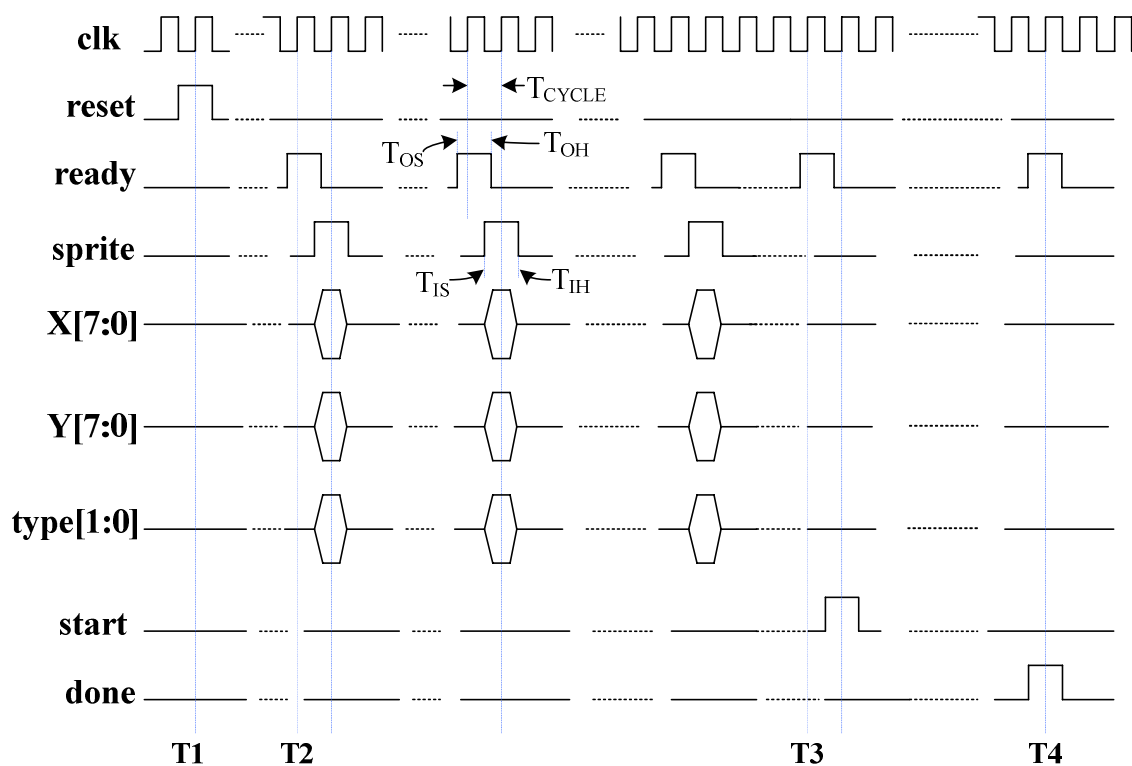 clk
reset
T_CYCLE
T_OS
T_OH
ready
sprite
T_IS
T_IH
X[7:0]
Y[7:0]
type[1:0]
start
done
T1 T2 T3 T4